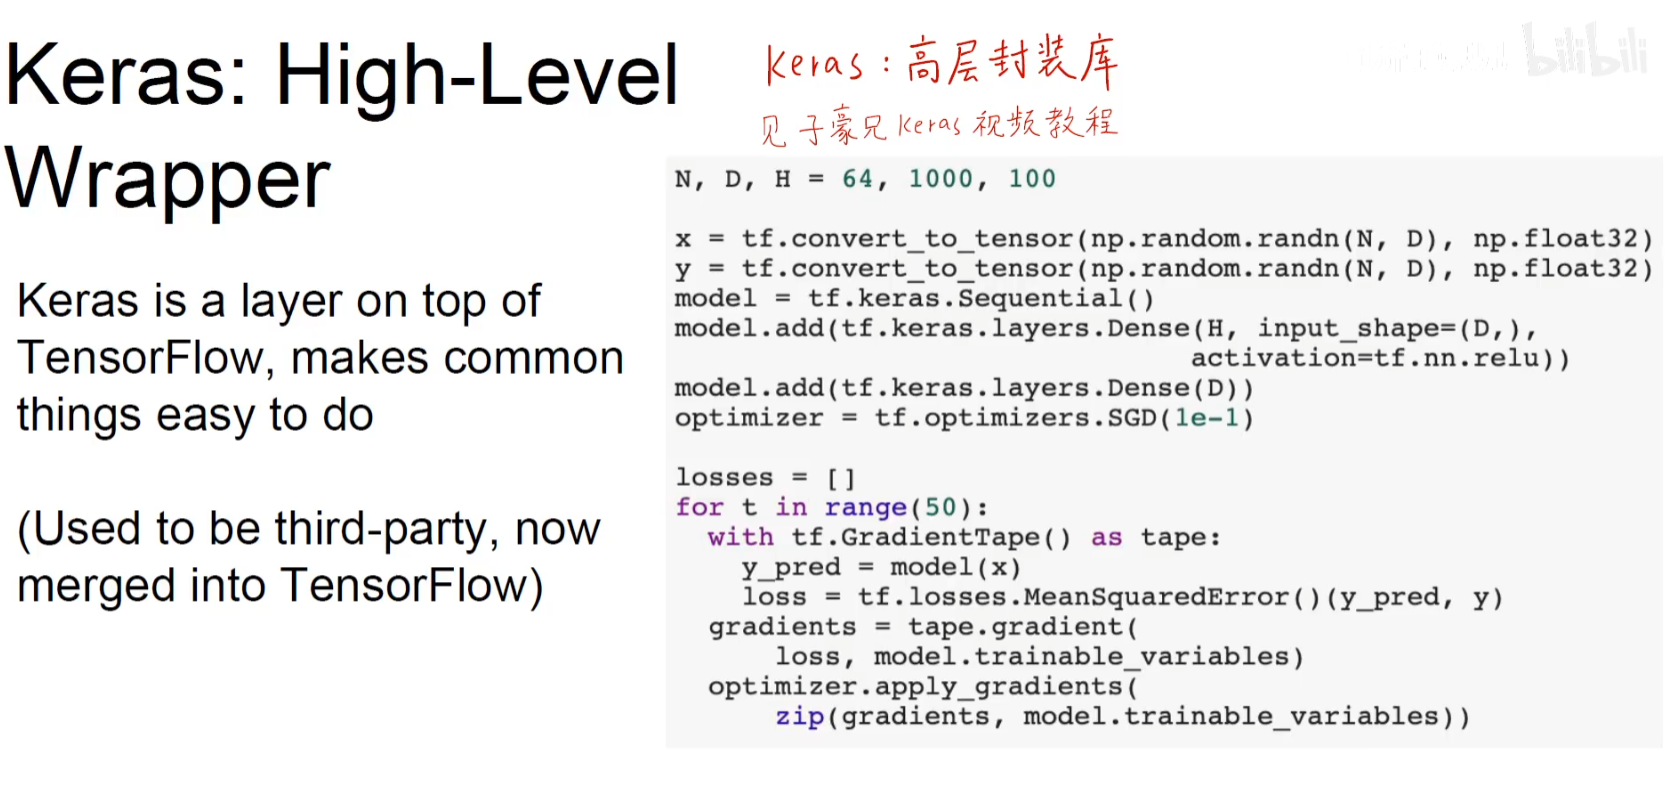 Keras: High-Level
Wrapper
Keras is a layer on top of
TensorFlow, makes common
things easy to do
(Used to be third-party, now
merged into TensorFlow)
Keras：高层封装库
见子豪兄Keras视频教程
bilibili
N, D, H = 64, 1000, 100
x = tf.convert_to_tensor(np.random.randn(N, D), np.float32)
y = tf.convert_to_tensor(np.random.randn(N, D), np.float32)
model = tf.keras.Sequential()
model.add(tf.keras.layers.Dense(H, input_shape=(D,),
activation=tf.nn.relu))
model.add(tf.keras.layers.Dense(D))
optimizer = tf.optimizers.SGD(1e-1)
losses = []
for t in range(50):
with tf.GradientTape() as tape:
y_pred = model(x)
loss = tf.losses.MeanSquaredError()(y_pred, y)
gradients = tape.gradient(
loss, model.trainable_variables)
optimizer.apply_gradients(
zip(gradients, model.trainable_variables))